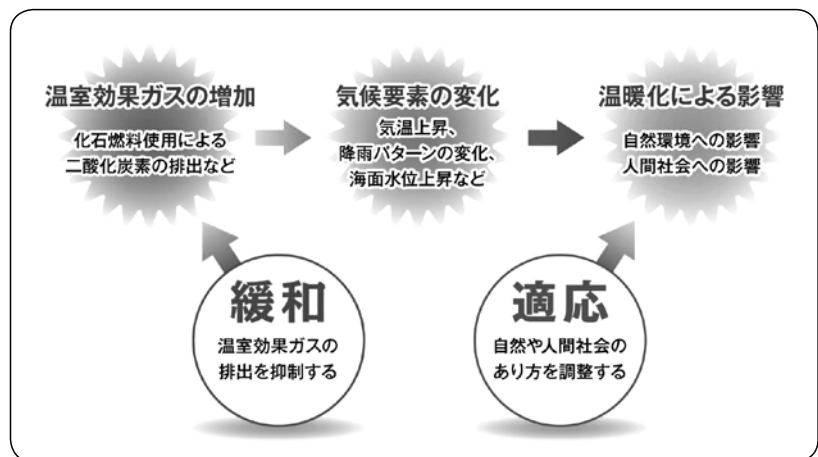 温室効果ガスの増加
化石燃料使用による
二酸化炭素の排出など
気候要素の変化
気温上昇、
降雨パターンの変化、
海面水位上昇など
温暖化による影響
自然環境への影響
人間社会への影響
緩和
温室効果ガスの
排出を抑制する
適応
自然や人間社会の
あり方を調整する